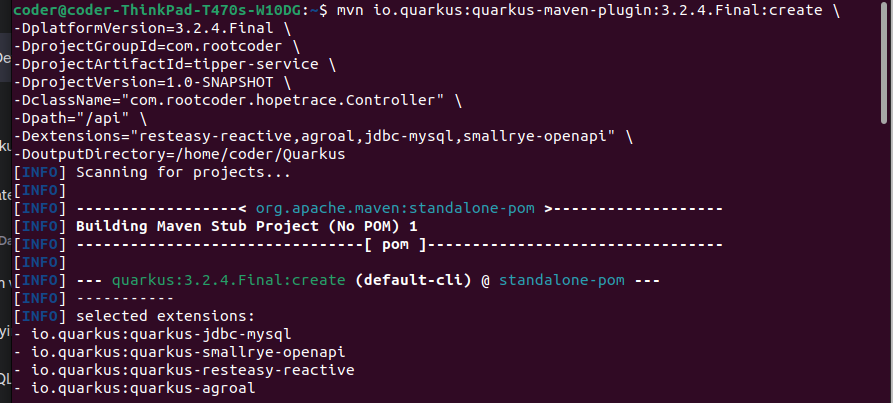 coder@coder-ThinkPad-T470s-W10DG:~$ mvn io.quarkus:quarkus-maven-plugin:3.2.4.Final:create \
-DplatformVersion=3.2.4.Final \
-DprojectGroupId=com.rootcoder \
-DprojectArtifactId=tipper-service \
-DprojectVersion=1.0-SNAPSHOT \
-DclassName="com.rootcoder.hopetrace.Controller" \
-Dpath="/api" \
-Dextensions="resteasy-reactive,agroal,jdbc-mysql,smallrye-openapi" \
-DoutputDirectory=/home/coder/Quarkus
[INFO] Scanning for projects...
[INFO]
[INFO] ------------------< org.apache.maven:standalone-pom >-------------------
[INFO] Building Maven Stub Project (No POM) 1
[INFO] --------------------------------[ pom ]---------------------------------
[INFO]
[INFO] --- quarkus:3.2.4.Final:create (default-cli) @ standalone-pom ---
[INFO] -----------
[INFO] selected extensions:
- io.quarkus:quarkus-jdbc-mysql
- io.quarkus:quarkus-smallrye-openapi
- io.quarkus:quarkus-resteasy-reactive
- io.quarkus:quarkus-agroal